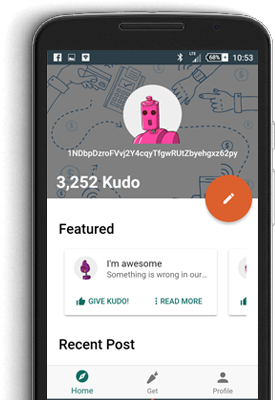 LTE 68% 10:53
1NDbpDzroFVvj2Y4cqyTfgwRUtZbyehgxz62py
3,252 Kudo
Featured
I'm awesome
Something is wrong in our...
GIVE KUDO! READ MORE
Recent Post
Home Get Profile